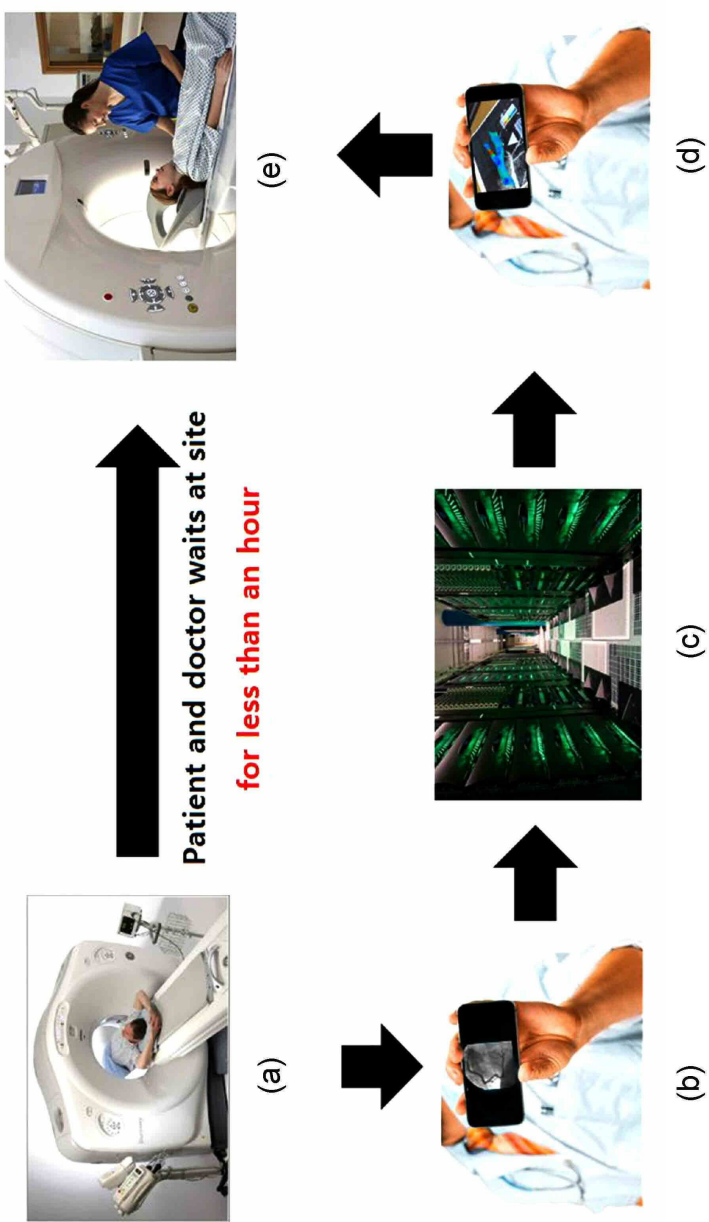 Patient and doctor waits at site
for less than an hour
(a)
(e)
(b)
(c)
(d)